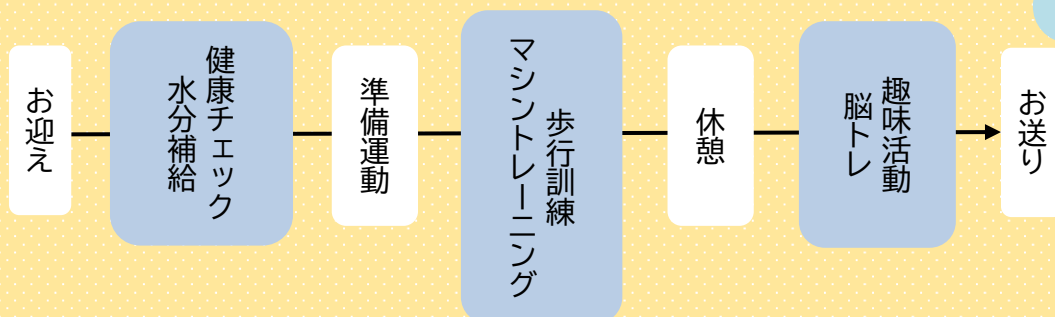 お迎え
健康チェック
水分補給
準備運動
歩行訓練
マシントレーニング
休憩
趣味活動
脳トレ
お送り